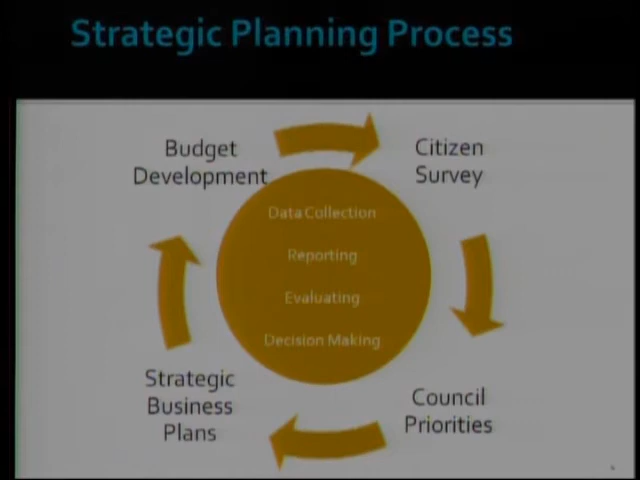 Strategic Planning Process
Budget
Development
Citizen
Survey
Data Collection
Reporting
Evaluating
Decision Making
Strategic
Business
Plans
Council
Priorities